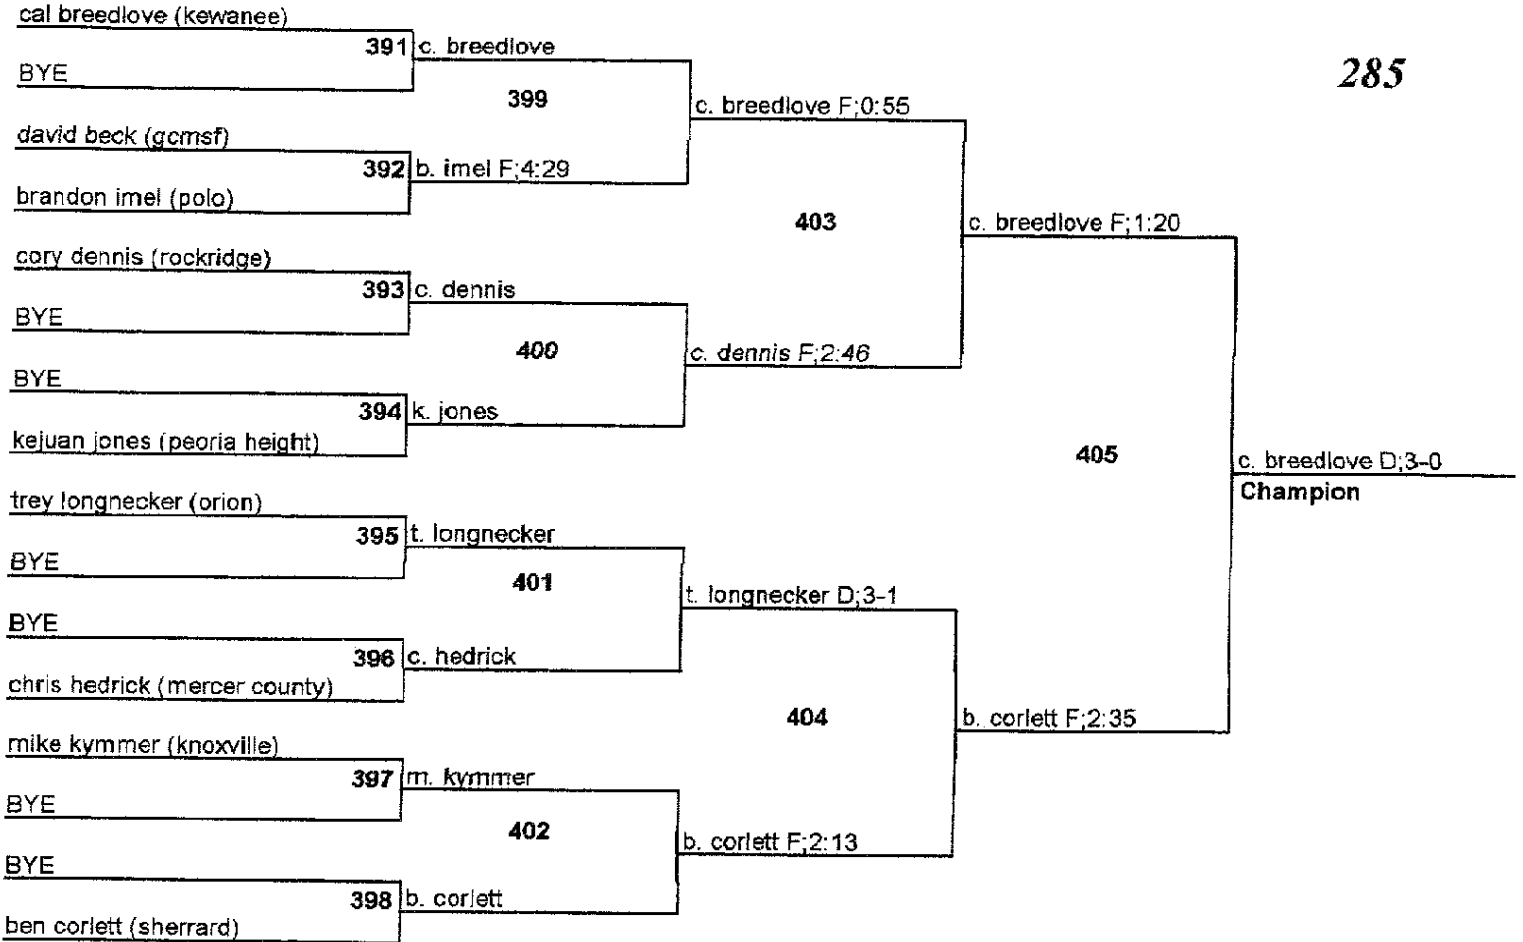 cal breedlove (kewanee)
391 c. breedlove
BYE
285
399
c. breedlove F;0:55
david beck (gcmsf)
392 b. imel F;4:29
brandon imel (polo)
403
c. breedlove F;1:20
cory dennis (rockridge)
393 c. dennis
BYE
400
c. dennis F;2:46
BYE
394 k. jones
kejuan jones (peoria height)
405
c. breedlove D;3-0
Champion
trey longnecker (orion)
395 t. longnecker
BYE
401
t. longnecker D;3-1
BYE
396 c. hedrick
chris hedrick (mercer county)
404
b. corlett F;2:35
mike kymmer (knoxville)
397 m. kymmer
BYE
402
b. corlett F;2:13
BYE
398 b. corlett
ben corlett (sherrard)